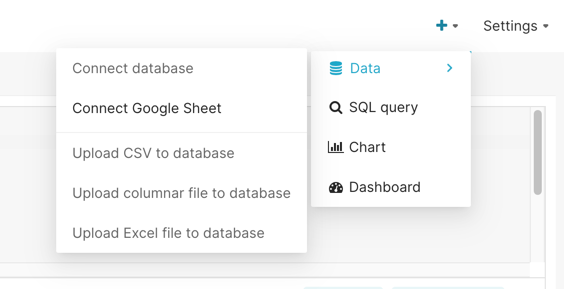 Settings
Connect database
Connect Google Sheet
Upload CSV to database
Upload columnar file to database
Upload Excel file to database
Data
SQL query
Chart
Dashboard